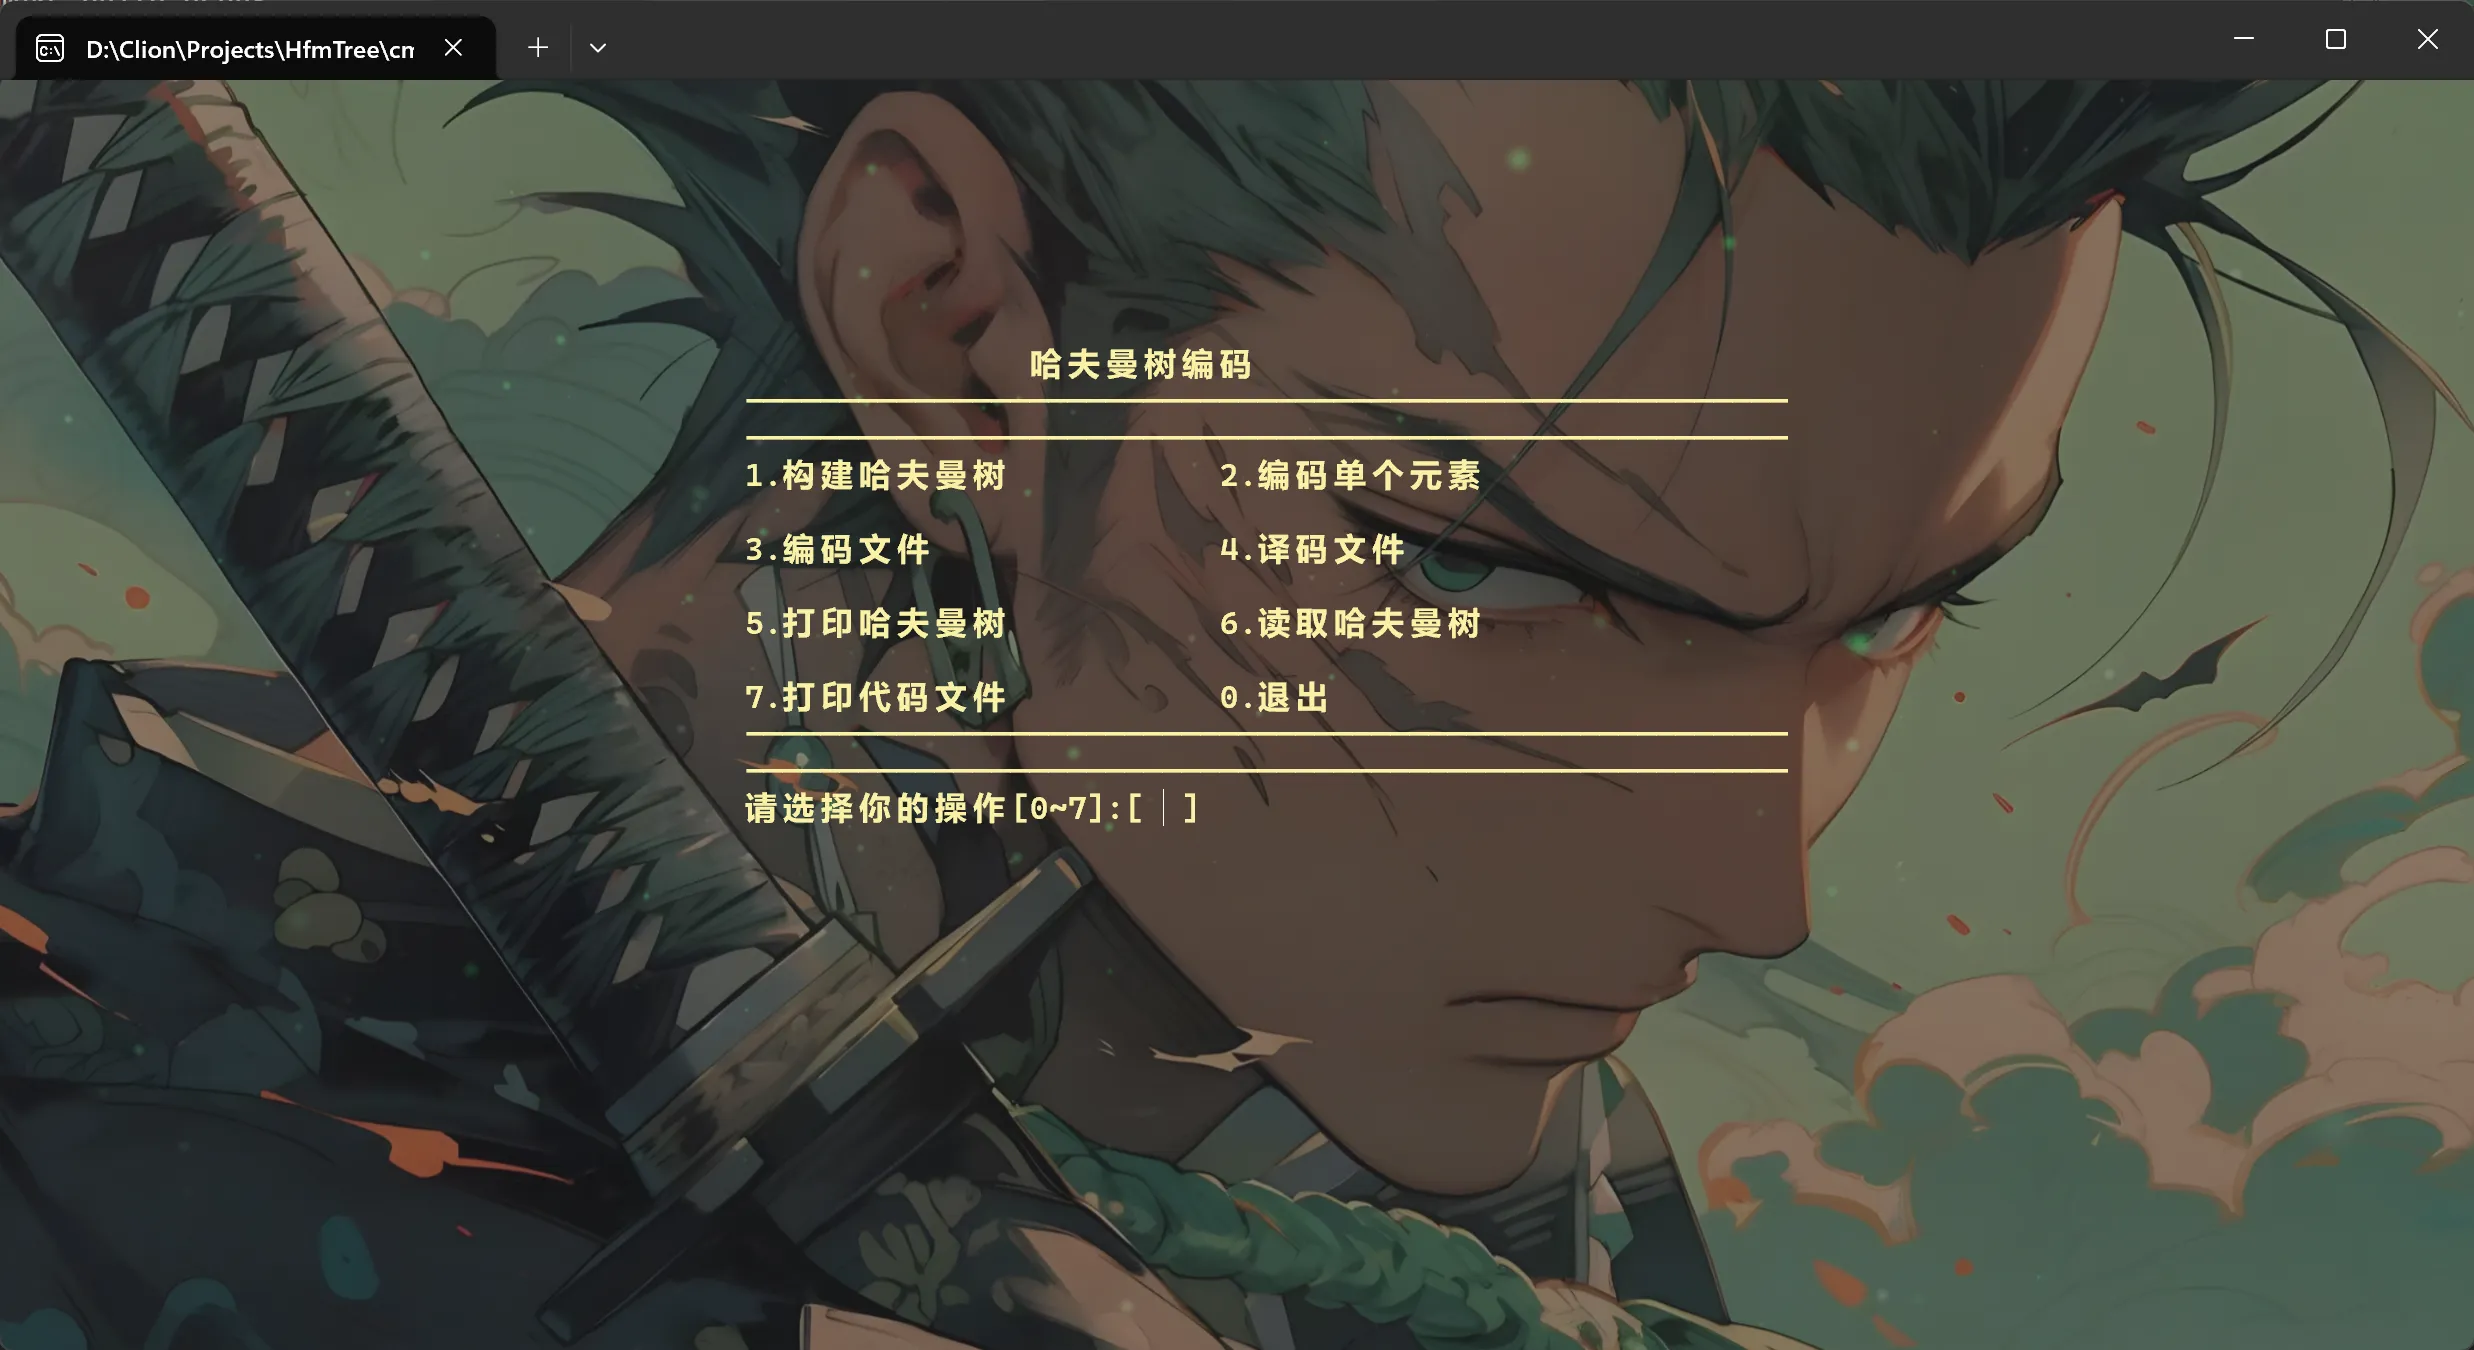 D:\Clion\Projects\HfmTree\cm
哈夫曼树编码
1.构建哈夫曼树 2.编码单个元素
3.编码文件 4.译码文件
5.打印哈夫曼树 6.读取哈夫曼树
7.打印代码文件 0.退出
请选择你的操作[0~7]:[ ]